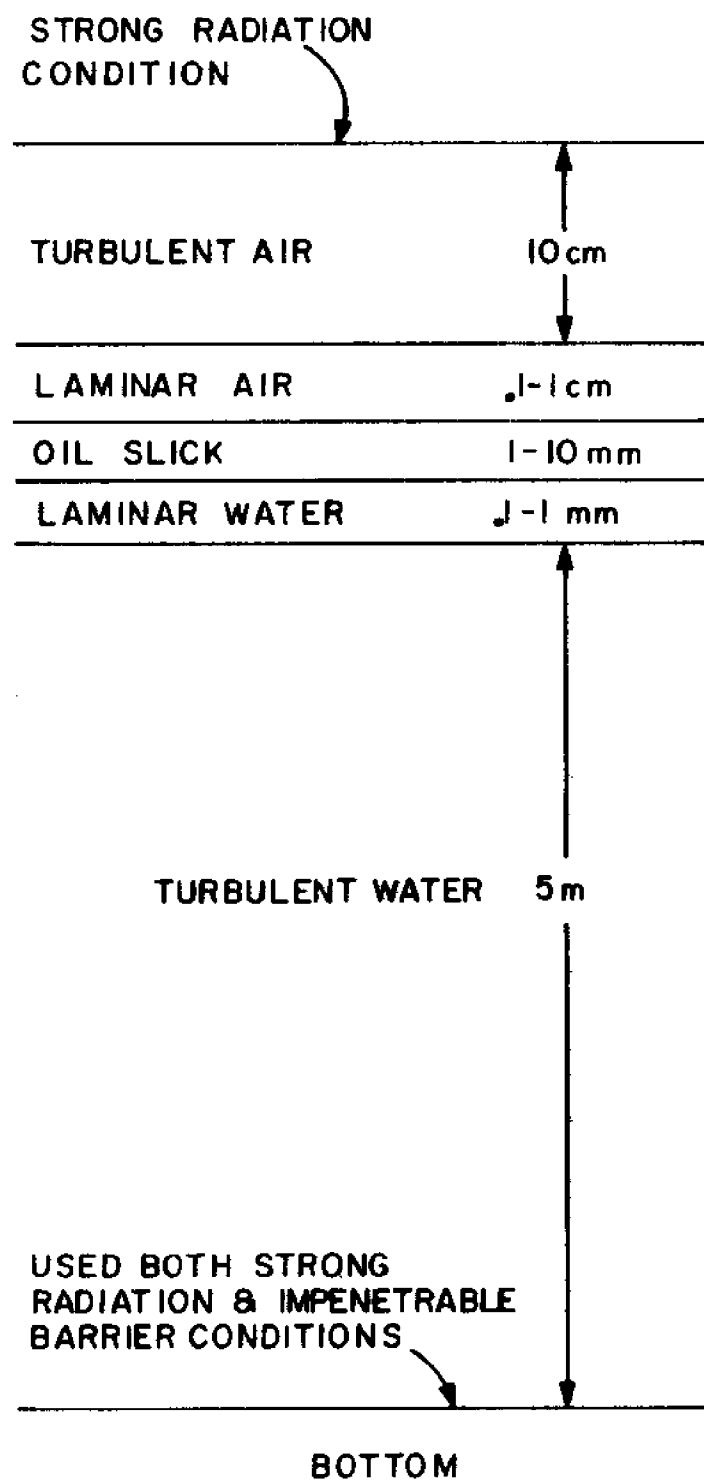 STRONG RADIATION
CONDITION
TURBULENT AIR 10 cm
LAMINAR AIR .1-1 cm
OIL SLICK 1-10 mm
LAMINAR WATER .1-1 mm
TURBULENT WATER 5 m
USED BOTH STRONG
RADIATION & IMPENETRABLE
BARRIER CONDITIONS
BOTTOM